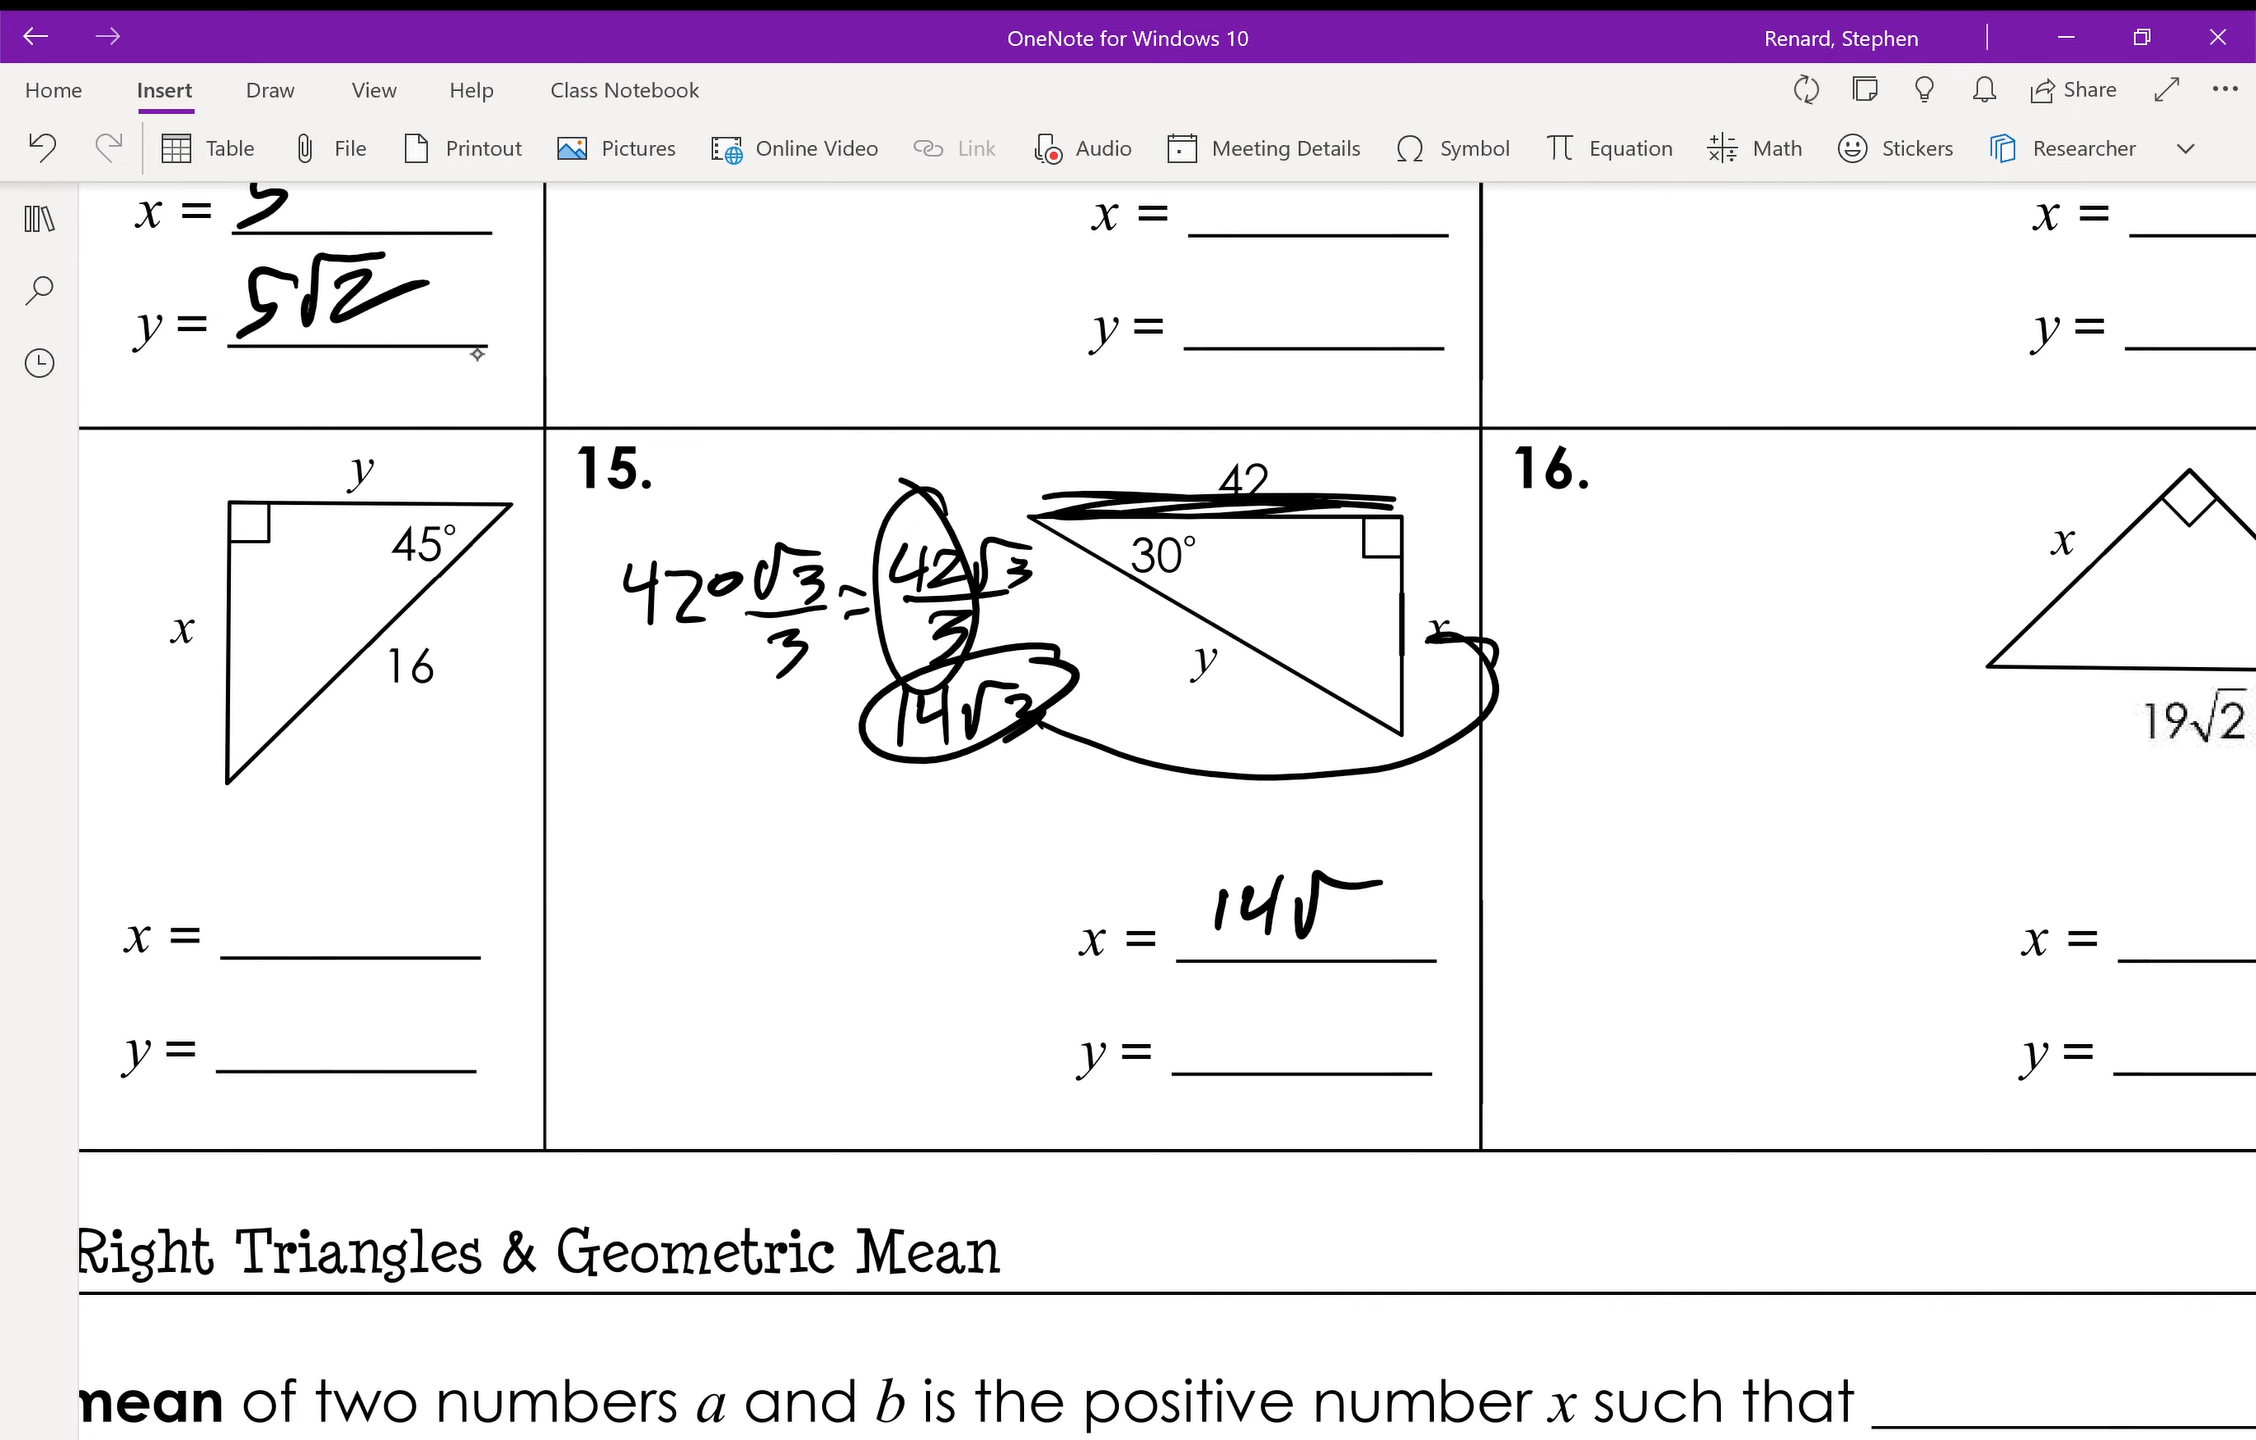 OneNote for Windows 10 Renard, Stephen
Home Insert Draw View Help Class Notebook Share
Table File Printout Pictures Online Video Link Audio Meeting Details Symbol Equation Math Stickers Researcher
x = 5 x = x =
y = 5√2 y = y =
y
45°
x
16
x =
y =
15.
42
30°
42 • √3/3 = 42√3/3
x
y
14√3
x = 14√
y =
16.
x
19√2
x =
y =
Right Triangles & Geometric Mean
mean of two numbers a and b is the positive number x such that